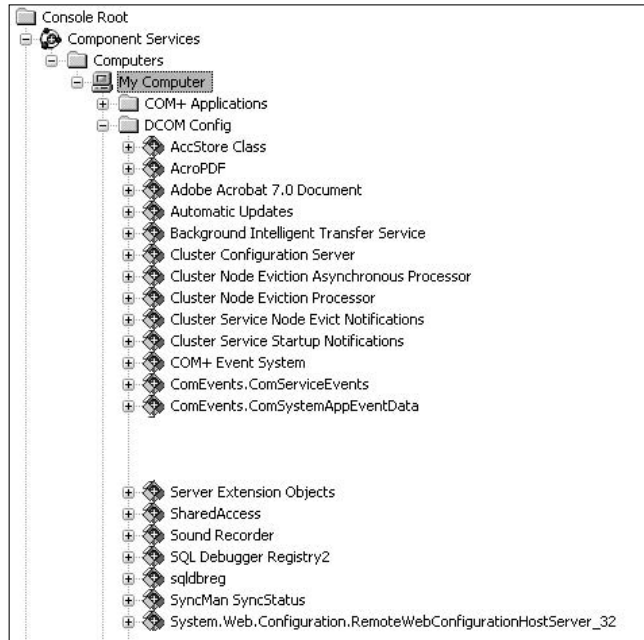 Console Root
Component Services
Computers
My Computer
COM+ Applications
DCOM Config
AccStore Class
AcroPDF
Adobe Acrobat 7.0 Document
Automatic Updates
Background Intelligent Transfer Service
Cluster Configuration Server
Cluster Node Eviction Asynchronous Processor
Cluster Node Eviction Processor
Cluster Service Node Evict Notifications
Cluster Service Startup Notifications
COM+ Event System
ComEvents.ComServiceEvents
ComEvents.ComSystemAppEventData
Server Extension Objects
SharedAccess
Sound Recorder
SQL Debugger Registry2
sqldbreg
SyncMan SyncStatus
System.Web.Configuration.RemoteWebConfigurationHostServer_32